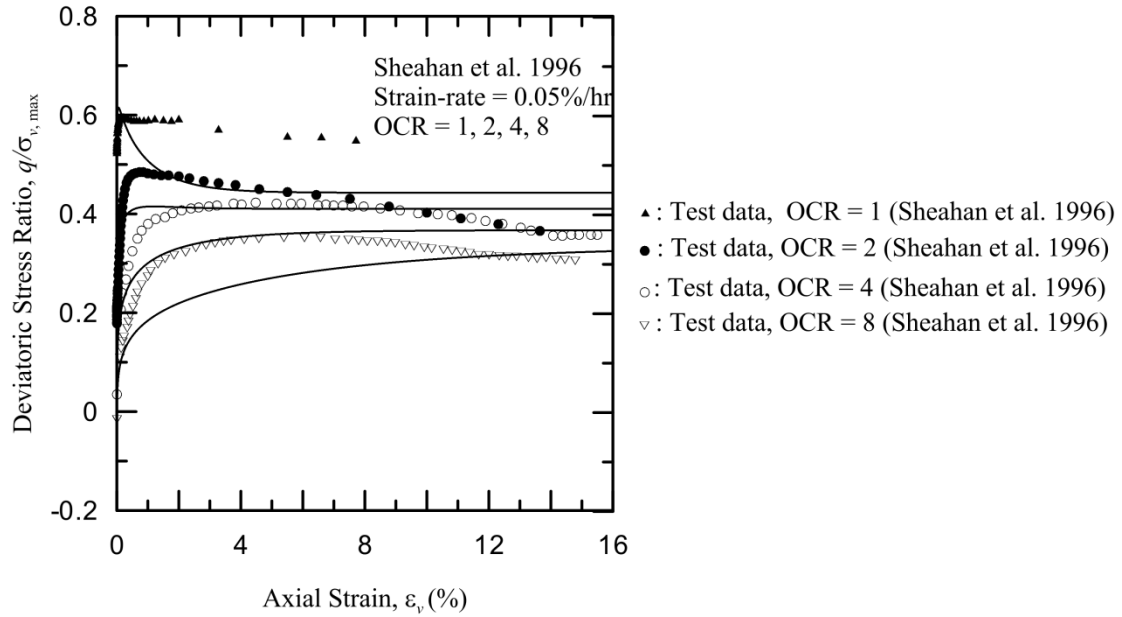 Deviatoric Stress Ratio, q/σv, max
0.8
0.6
0.4
0.2
0
-0.2
Sheahan et al. 1996
Strain-rate = 0.05%/hr
OCR = 1, 2, 4, 8
0 4 8 12 16
Axial Strain, εv (%)
▲ : Test data, OCR = 1 (Sheahan et al. 1996)
● : Test data, OCR = 2 (Sheahan et al. 1996)
○ : Test data, OCR = 4 (Sheahan et al. 1996)
▽ : Test data, OCR = 8 (Sheahan et al. 1996)